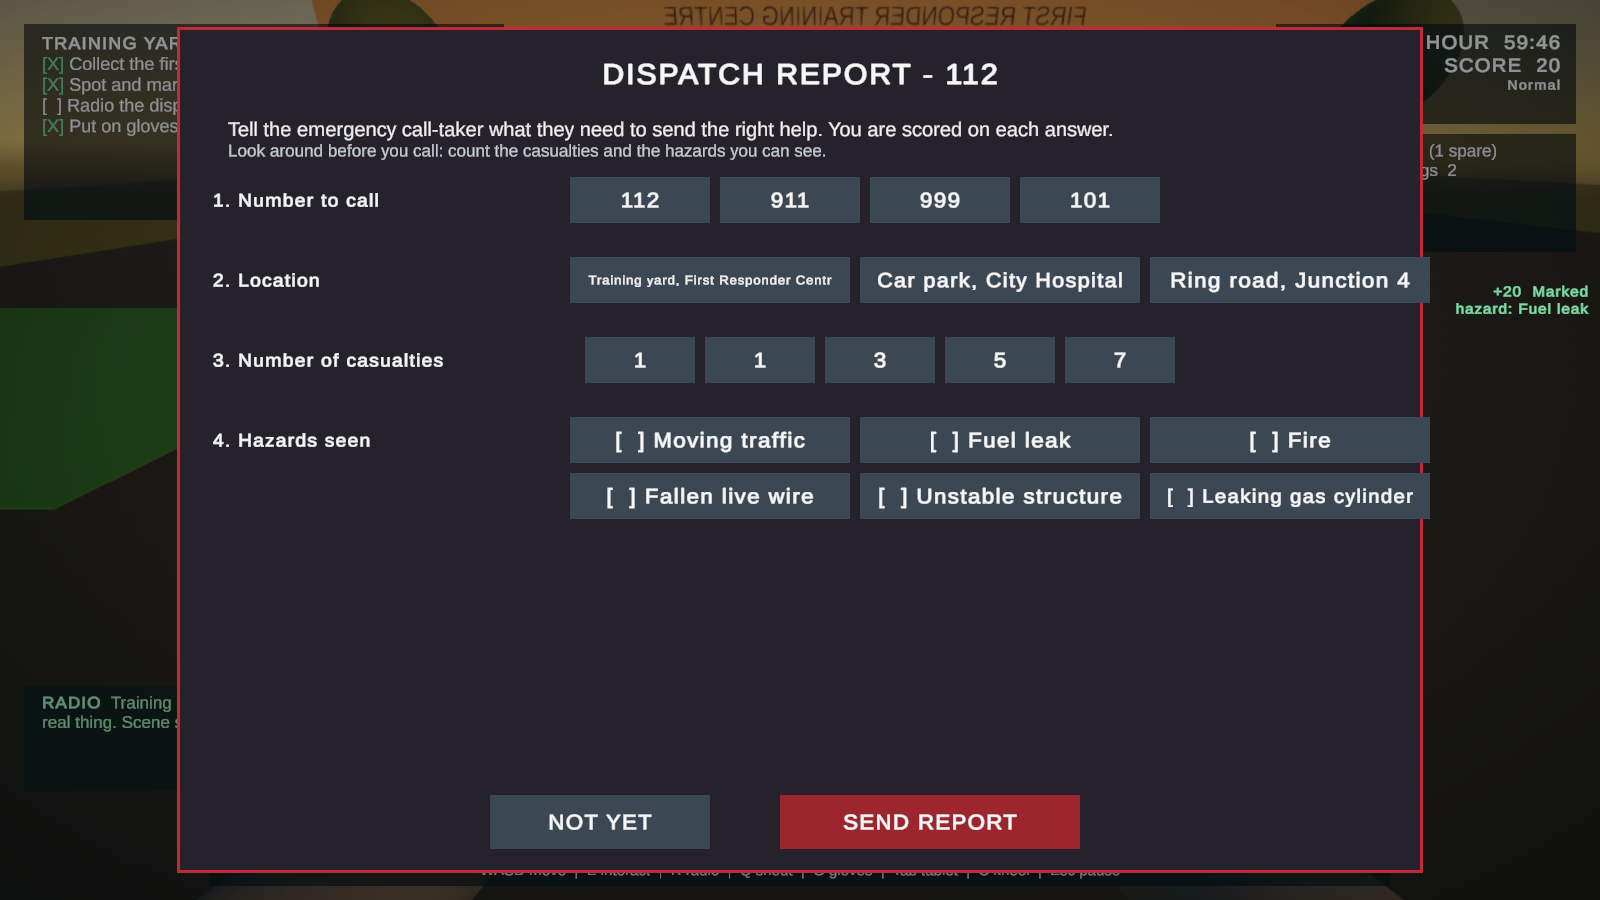 FIRST RESPONDER TRAINING CENTRE
TRAINING YAR
[X] Collect the firs
[X] Spot and mar
[ ] Radio the disp
[X] Put on gloves
HOUR 59:46
SCORE 20
Normal
(1 spare)
gs 2
+20 Marked
hazard: Fuel leak
DISPATCH REPORT - 112
Tell the emergency call-taker what they need to send the right help. You are scored on each answer.
Look around before you call: count the casualties and the hazards you can see.
1. Number to call
112 911 999 101
2. Location
Training yard, First Responder Centr Car park, City Hospital Ring road, Junction 4
3. Number of casualties
1 1 3 5 7
4. Hazards seen
[ ] Moving traffic [ ] Fuel leak [ ] Fire
[ ] Fallen live wire [ ] Unstable structure [ ] Leaking gas cylinder
RADIO Training
real thing. Scene s
NOT YET SEND REPORT